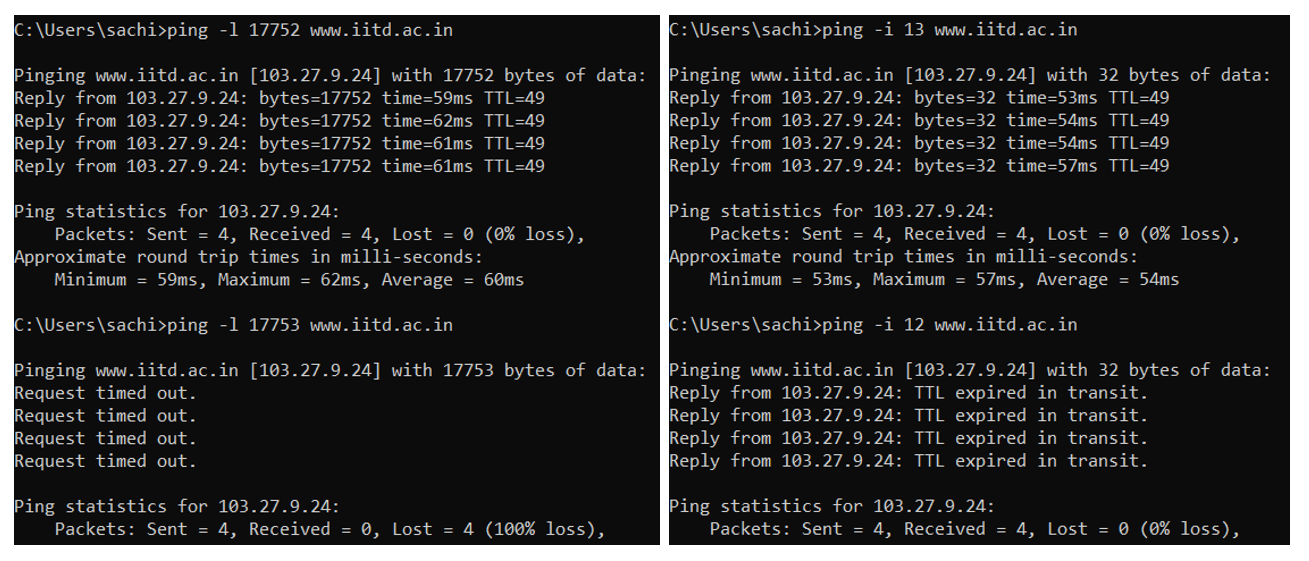 C:\Users\sachi>ping -l 17752 www.iitd.ac.in
Pinging www.iitd.ac.in [103.27.9.24] with 17752 bytes of data:
Reply from 103.27.9.24: bytes=17752 time=59ms TTL=49
Reply from 103.27.9.24: bytes=17752 time=62ms TTL=49
Reply from 103.27.9.24: bytes=17752 time=61ms TTL=49
Reply from 103.27.9.24: bytes=17752 time=61ms TTL=49
Ping statistics for 103.27.9.24:
    Packets: Sent = 4, Received = 4, Lost = 0 (0% loss),
Approximate round trip times in milli-seconds:
    Minimum = 59ms, Maximum = 62ms, Average = 60ms
C:\Users\sachi>ping -l 17753 www.iitd.ac.in
Pinging www.iitd.ac.in [103.27.9.24] with 17753 bytes of data:
Request timed out.
Request timed out.
Request timed out.
Request timed out.
Ping statistics for 103.27.9.24:
    Packets: Sent = 4, Received = 0, Lost = 4 (100% loss),
C:\Users\sachi>ping -i 13 www.iitd.ac.in
Pinging www.iitd.ac.in [103.27.9.24] with 32 bytes of data:
Reply from 103.27.9.24: bytes=32 time=53ms TTL=49
Reply from 103.27.9.24: bytes=32 time=54ms TTL=49
Reply from 103.27.9.24: bytes=32 time=54ms TTL=49
Reply from 103.27.9.24: bytes=32 time=57ms TTL=49
Ping statistics for 103.27.9.24:
    Packets: Sent = 4, Received = 4, Lost = 0 (0% loss),
Approximate round trip times in milli-seconds:
    Minimum = 53ms, Maximum = 57ms, Average = 54ms
C:\Users\sachi>ping -i 12 www.iitd.ac.in
Pinging www.iitd.ac.in [103.27.9.24] with 32 bytes of data:
Reply from 103.27.9.24: TTL expired in transit.
Reply from 103.27.9.24: TTL expired in transit.
Reply from 103.27.9.24: TTL expired in transit.
Reply from 103.27.9.24: TTL expired in transit.
Ping statistics for 103.27.9.24:
    Packets: Sent = 4, Received = 4, Lost = 0 (0% loss),